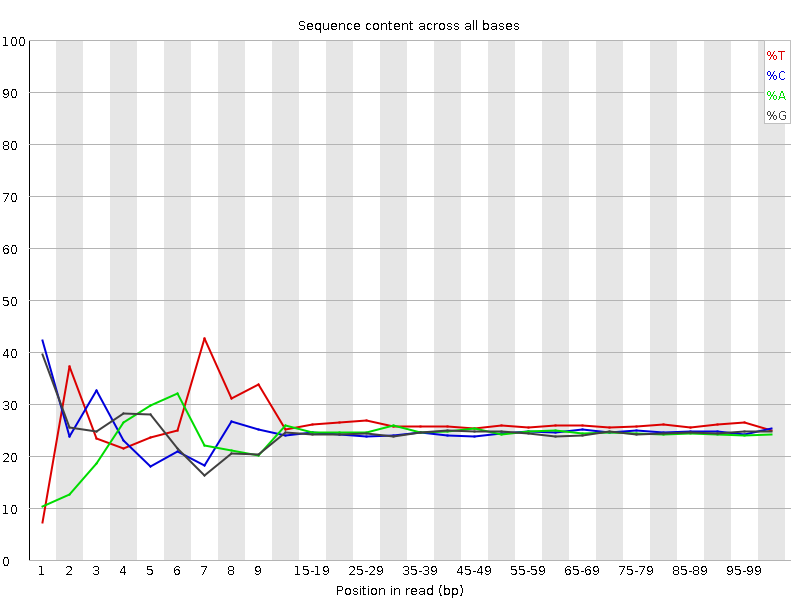 Sequence content across all bases
100
90
80
70
60
50
40
30
20
10
0
%T
%C
%A
%G
1 2 3 4 5 6 7 8 9 15-19 25-29 35-39 45-49 55-59 65-69 75-79 85-89 95-99
Position in read (bp)